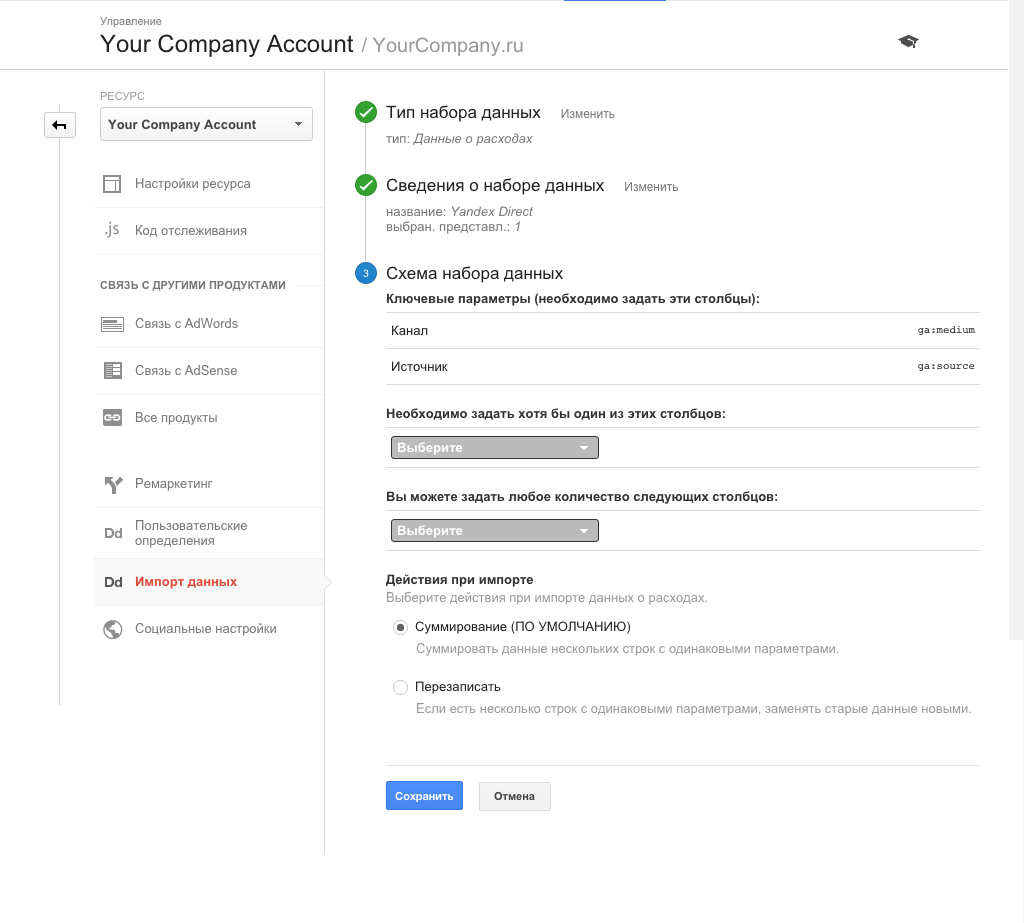 Управление
Your Company Account / YourCompany.ru
РЕСУРС
Your Company Account
Настройки ресурса
.js Код отслеживания
СВЯЗЬ С ДРУГИМИ ПРОДУКТАМИ
Связь с AdWords
Связь с AdSense
Все продукты
Ремаркетинг
Dd Пользовательские
определения
Dd Импорт данных
Социальные настройки
Тип набора данных Изменить
тип: Данные о расходах
Сведения о наборе данных Изменить
название: Yandex Direct
выбран. представл.: 1
3 Схема набора данных
Ключевые параметры (необходимо задать эти столбцы):
Канал ga:medium
Источник ga:source
Необходимо задать хотя бы один из этих столбцов:
Выберите
Вы можете задать любое количество следующих столбцов:
Выберите
Действия при импорте
Выберите действия при импорте данных о расходах.
Суммирование (ПО УМОЛЧАНИЮ)
Суммировать данные нескольких строк с одинаковыми параметрами.
Перезаписать
Если есть несколько строк с одинаковыми параметрами, заменять старые данные новыми.
Сохранить Отмена